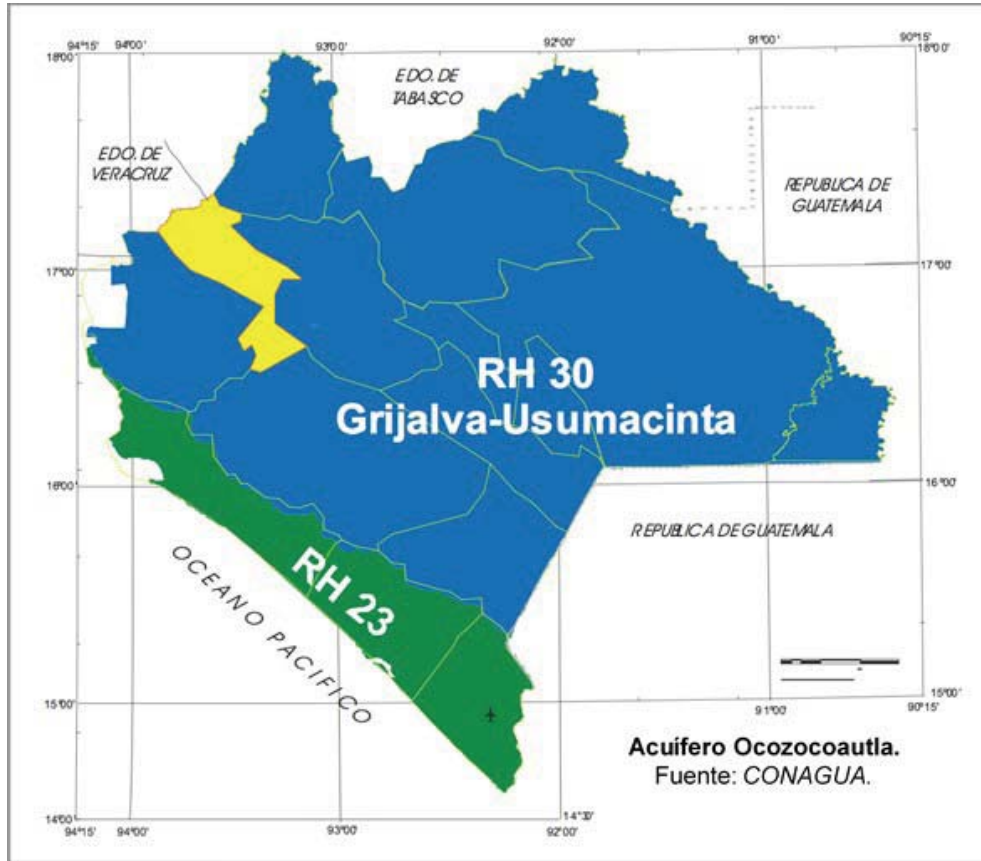 94°15' 94°00' 93°00' 92°00' 91°00' 90°15'
18°00' 18°00'
EDO. DE
TABASCO
EDO. DE
VERACRUZ
REPUBLICA DE
GUATEMALA
17°00' 17°00'
RH 30
Grijalva-Usumacinta
16°00' 16°00'
REPUBLICA DE GUATEMALA
RH 23
OCEANO PACÍFICO
15°00' 15°00'
91°00' 90°15'
Acuífero Ocozocoautla.
Fuente: CONAGUA.
14°00' 14°30'
94°15' 94°00' 93°00' 92°00'